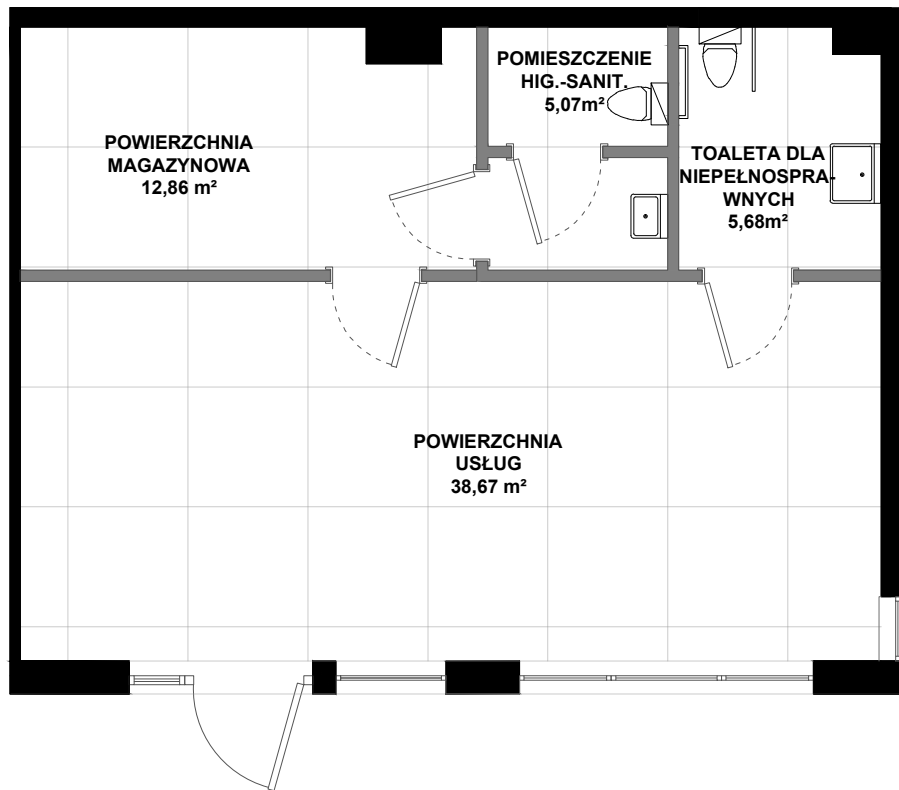 POMIESZCZENIE
HIG.-SANIT.
5,07m²
POWIERZCHNIA
MAGAZYNOWA
12,86 m²
TOALETA DLA
NIEPEŁNOSPRA-
WNYCH
5,68m²
POWIERZCHNIA
USŁUG
38,67 m²